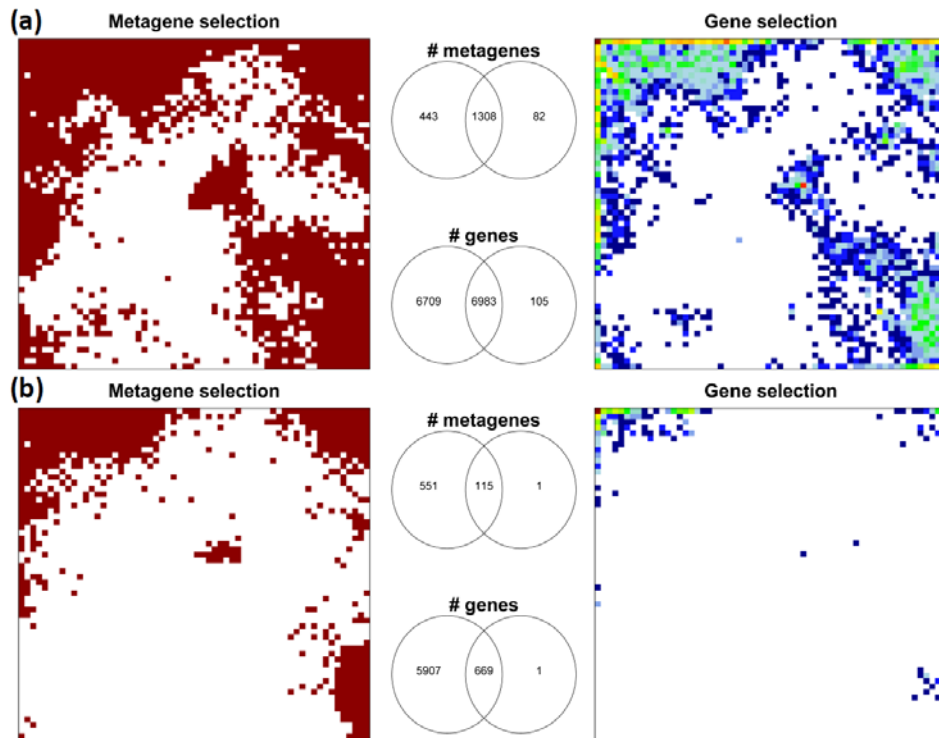 (a)
Metagene selection
Gene selection
# metagenes
443 1308 82
# genes
6709 6983 105
(b)
Metagene selection
Gene selection
# metagenes
551 115 1
# genes
5907 669 1